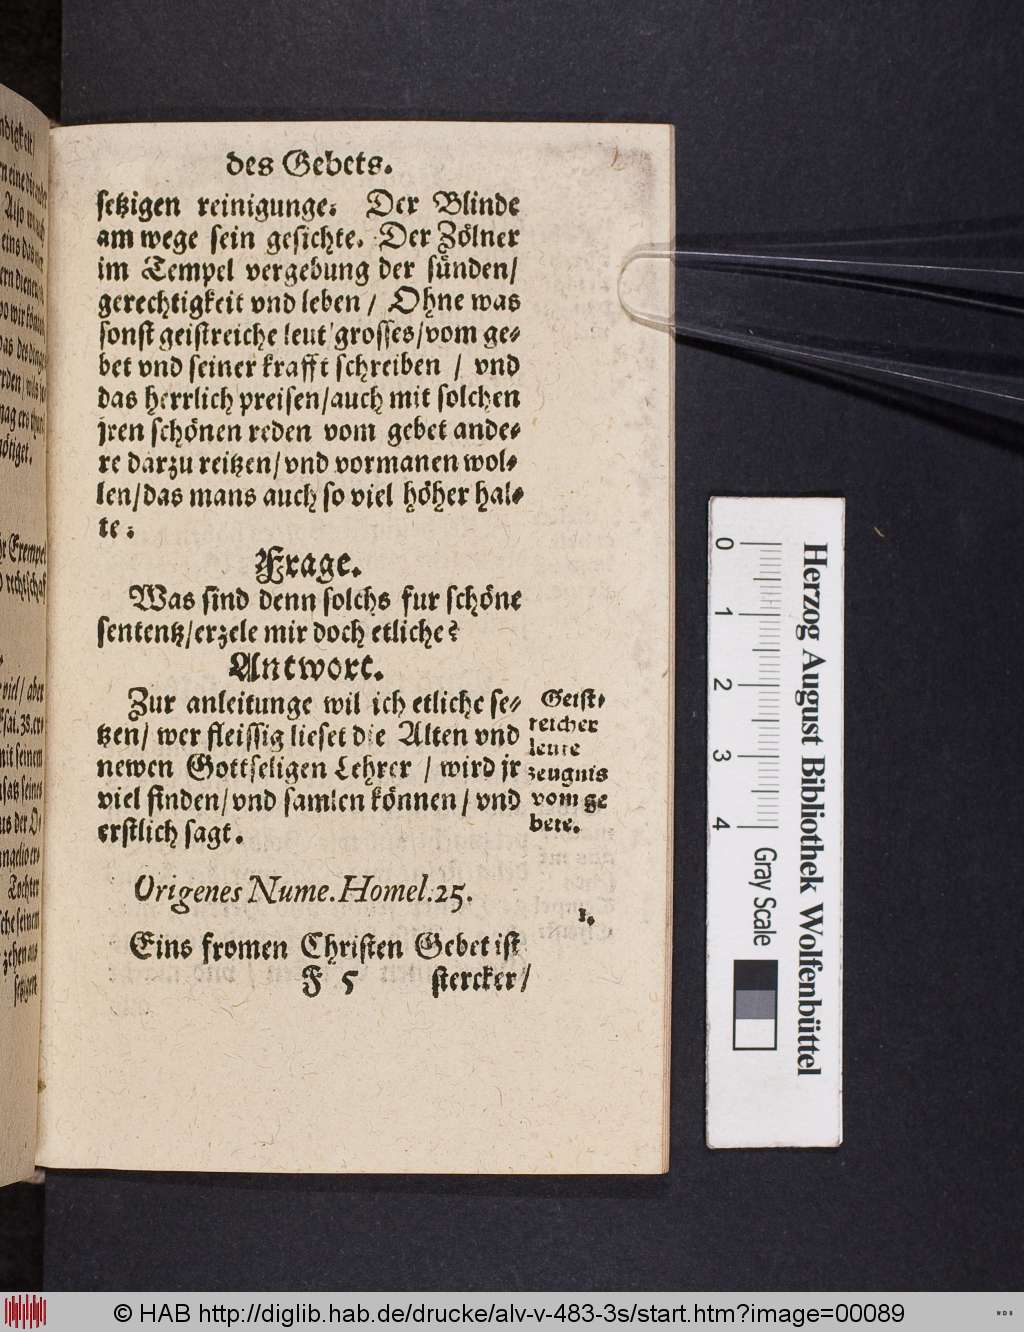 des Gebets.
setzigen reinigunge. Der Blinde
am wege sein gesichte. Der Zölner
im Tempel vergebung der sünden/
gerechtigkeit vnd leben / Ohne was
sonst geistreiche leut grosses/vom ge-
bet vnd seiner krafft schreiben / vnd
das herrlich preisen/auch mit solchen
jren schönen reden vom gebet ande-
re darzu reitzen/vnd vormanen wol-
len/das mans auch so viel höher hal-
te.
Frage.
Was sind denn solchs fur schöne
sententz/erzele mir doch etliche?
Antwort.
Zur anleitunge wil ich etliche se-
tzen/ wer fleissig lieset die Alten vnd
newen Gottseligen Lehrer / wird jr
viel finden/vnd samlen können/vnd
erstlich sagt.
Geist-
reicher
leute
zeugnis
vom ge
bete.
Origenes Nume. Homel. 25.
1.
Eins fromen Christen Gebet ist
F 5 stercker/
0 1 2 3 4
Gray Scale
Herzog August Bibliothek Wolfenbüttel
© HAB http://diglib.hab.de/drucke/alv-v-483-3s/start.htm?image=00089